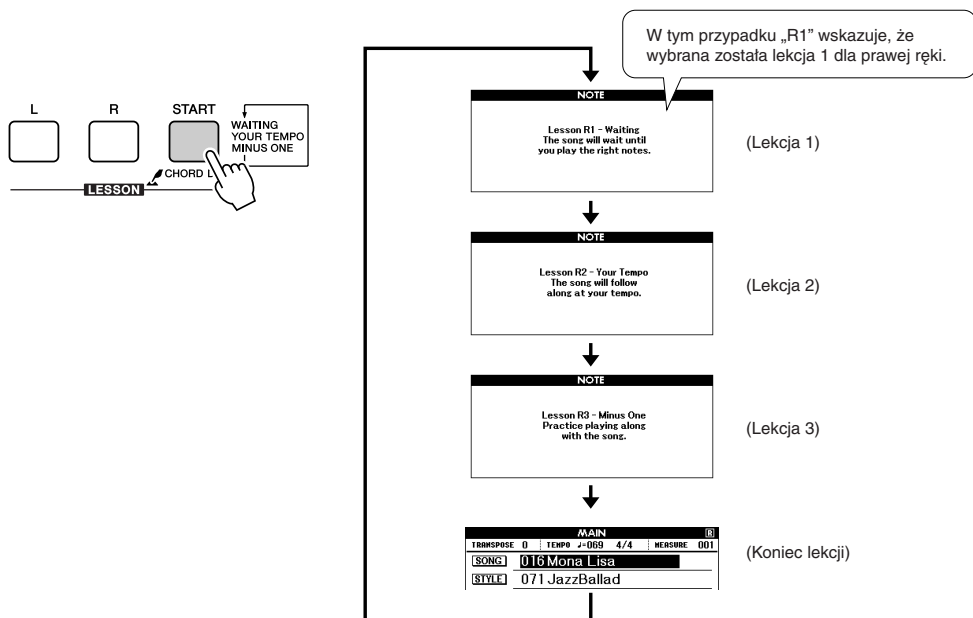 W tym przypadku „R1” wskazuje, że
wybrana została lekcja 1 dla prawej ręki.
L
R
START
WAITING
YOUR TEMPO
MINUS ONE
CHORD L
LESSON
NOTE
Lesson R1 - Waiting
The song will wait until
you play the right notes.
(Lekcja 1)
NOTE
Lesson R2 - Your Tempo
The song will follow
along at your tempo.
(Lekcja 2)
NOTE
Lesson R3 - Minus One
Practice playing along
with the song.
(Lekcja 3)
MAIN R
TRANSPOSE 0 TEMPO ♩=069 4/4 MEASURE 001
SONG 016 Mona Lisa
STYLE 071 JazzBallad
(Koniec lekcji)